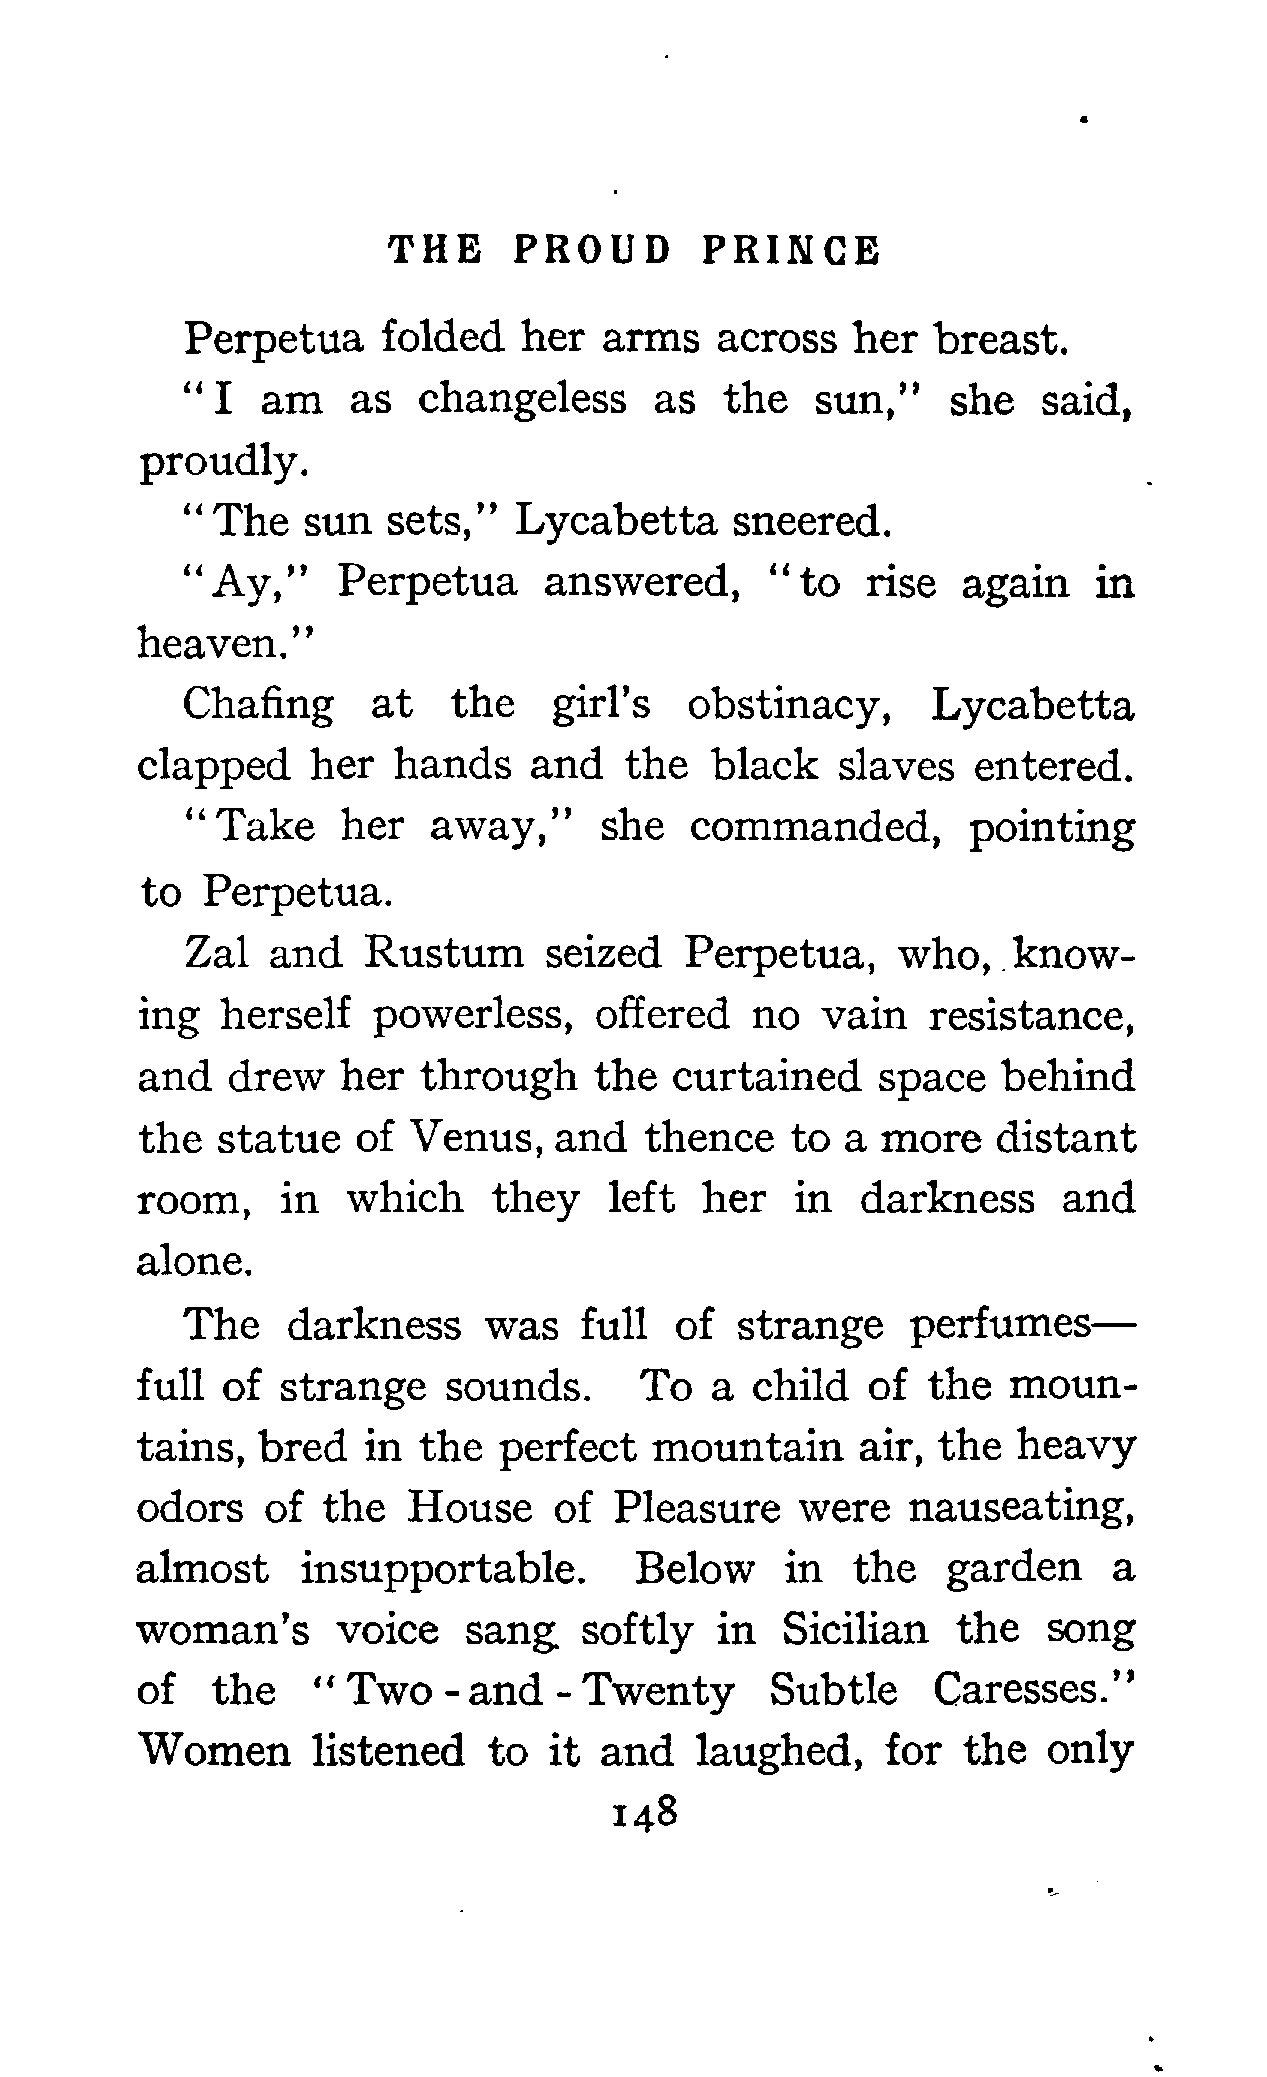 THE PROUD PRINCE
Perpetua folded her arms across her breast.
"I am as changeless as the sun," she said,
proudly.
"The sun sets," Lycabetta sneered.
"Ay," Perpetua answered, "to rise again in
heaven."
Chafing at the girl's obstinacy, Lycabetta
clapped her hands and the black slaves entered.
"Take her away," she commanded, pointing
to Perpetua.
Zal and Rustum seized Perpetua, who, know-
ing herself powerless, offered no vain resistance,
and drew her through the curtained space behind
the statue of Venus, and thence to a more distant
room, in which they left her in darkness and
alone.
The darkness was full of strange perfumes—
full of strange sounds. To a child of the moun-
tains, bred in the perfect mountain air, the heavy
odors of the House of Pleasure were nauseating,
almost insupportable. Below in the garden a
woman's voice sang softly in Sicilian the song
of the "Two-and-Twenty Subtle Caresses."
Women listened to it and laughed, for the only
148